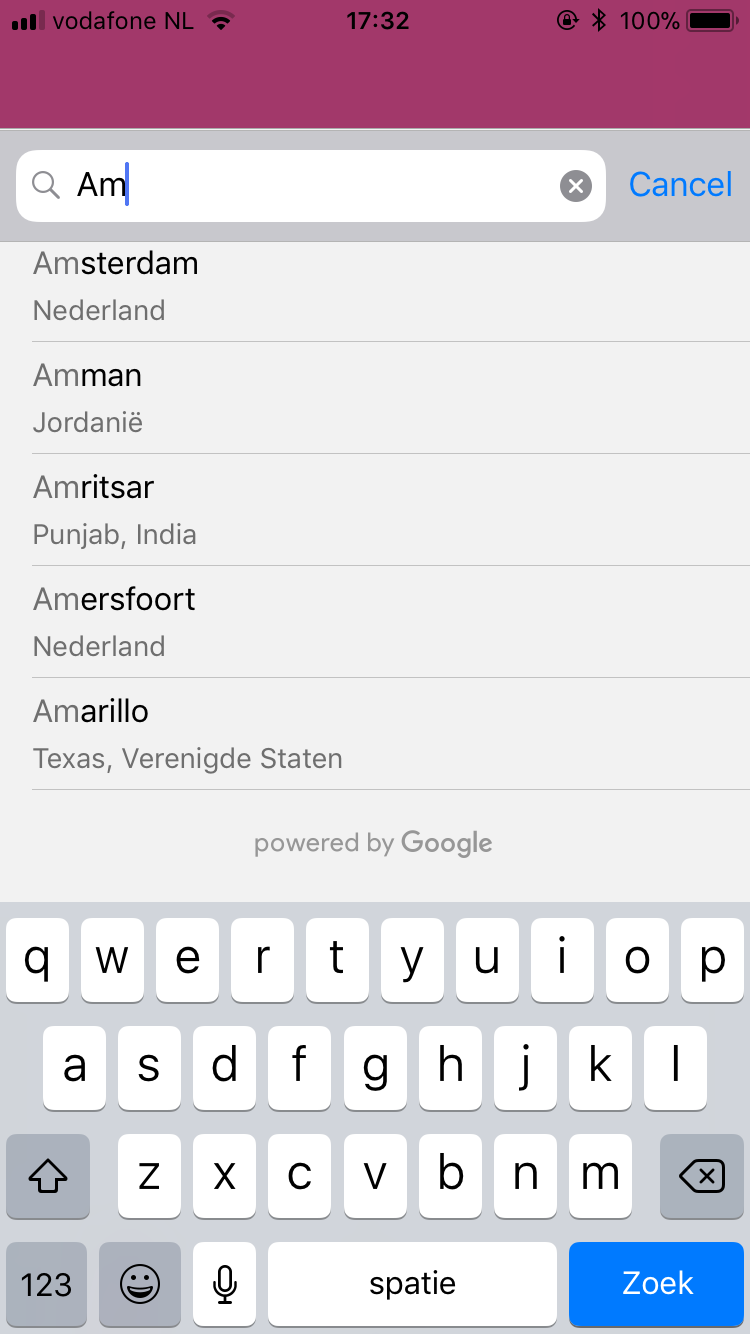 vodafone NL 17:32 100%
Am Cancel
Amsterdam
Nederland
Amman
Jordanië
Amritsar
Punjab, India
Amersfoort
Nederland
Amarillo
Texas, Verenigde Staten
powered by Google
q w e r t y u i o p
a s d f g h j k l
z x c v b n m
123 spatie Zoek